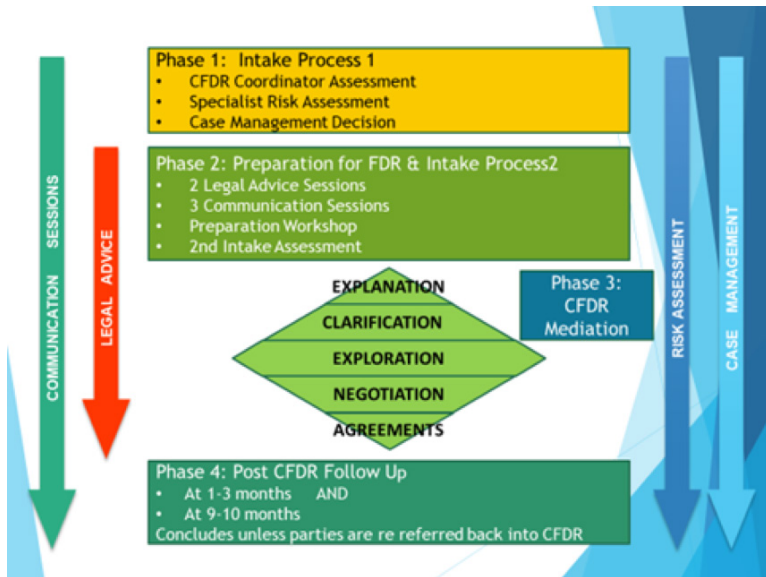 Phase 1:  Intake Process 1
• CFDR Coordinator Assessment
• Specialist Risk Assessment
• Case Management Decision
Phase 2: Preparation for FDR & Intake Process2
• 2 Legal Advice Sessions
• 3 Communication Sessions
• Preparation Workshop
• 2nd Intake Assessment
EXPLANATION
CLARIFICATION
EXPLORATION
NEGOTIATION
AGREEMENTS
Phase 3:
CFDR
Mediation
Phase 4: Post CFDR Follow Up
• At 1-3 months    AND
• At 9-10 months
Concludes unless parties are re referred back into CFDR
COMMUNICATION SESSIONS
LEGAL ADVICE
RISK ASSESSMENT
CASE MANAGEMENT